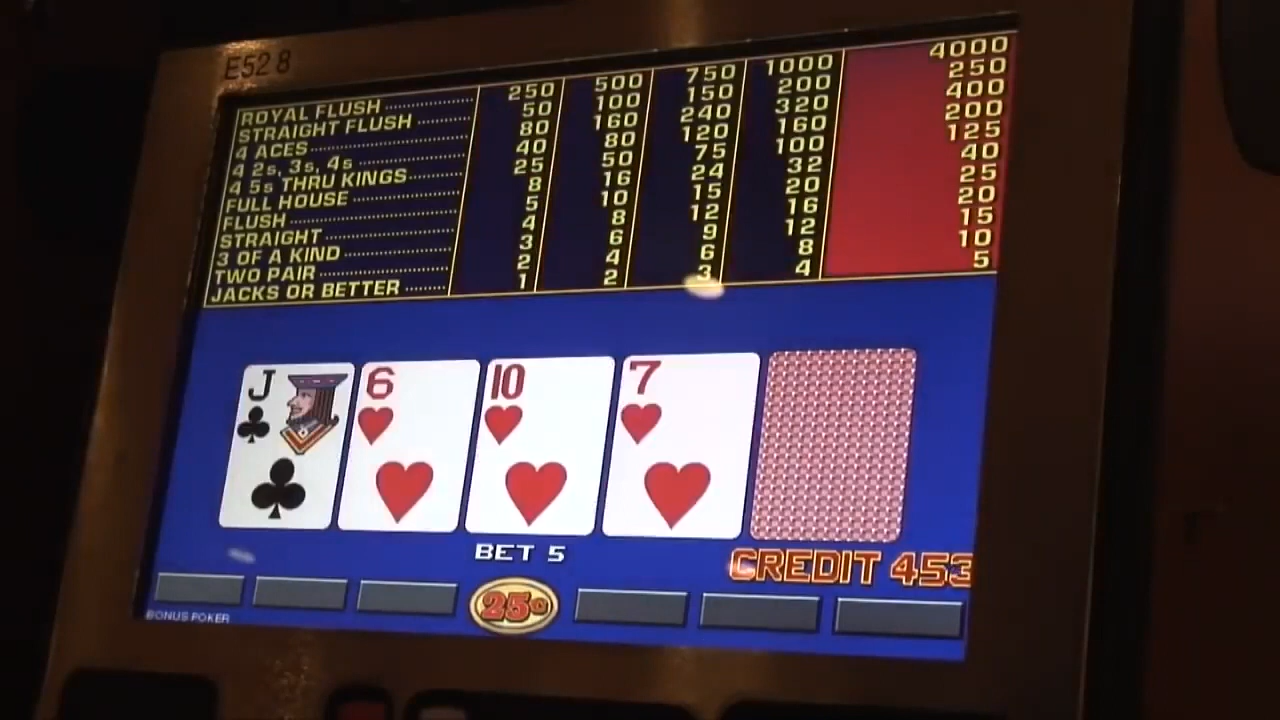 E52 8
ROYAL FLUSH 250 500 750 1000 4000
STRAIGHT FLUSH 50 100 150 200 250
4 ACES 80 160 240 320 400
4 2s, 3s, 4s 40 80 120 160 200
4 5s THRU KINGS 25 50 75 100 125
FULL HOUSE 8 16 24 32 40
FLUSH 5 10 15 20 25
STRAIGHT 4 8 12 16 20
3 OF A KIND 3 6 9 12 15
TWO PAIR 2 4 6 8 10
JACKS OR BETTER 1 2 3 4 5
J 6 10 7
BET 5
CREDIT 453
25¢
BONUS POKER